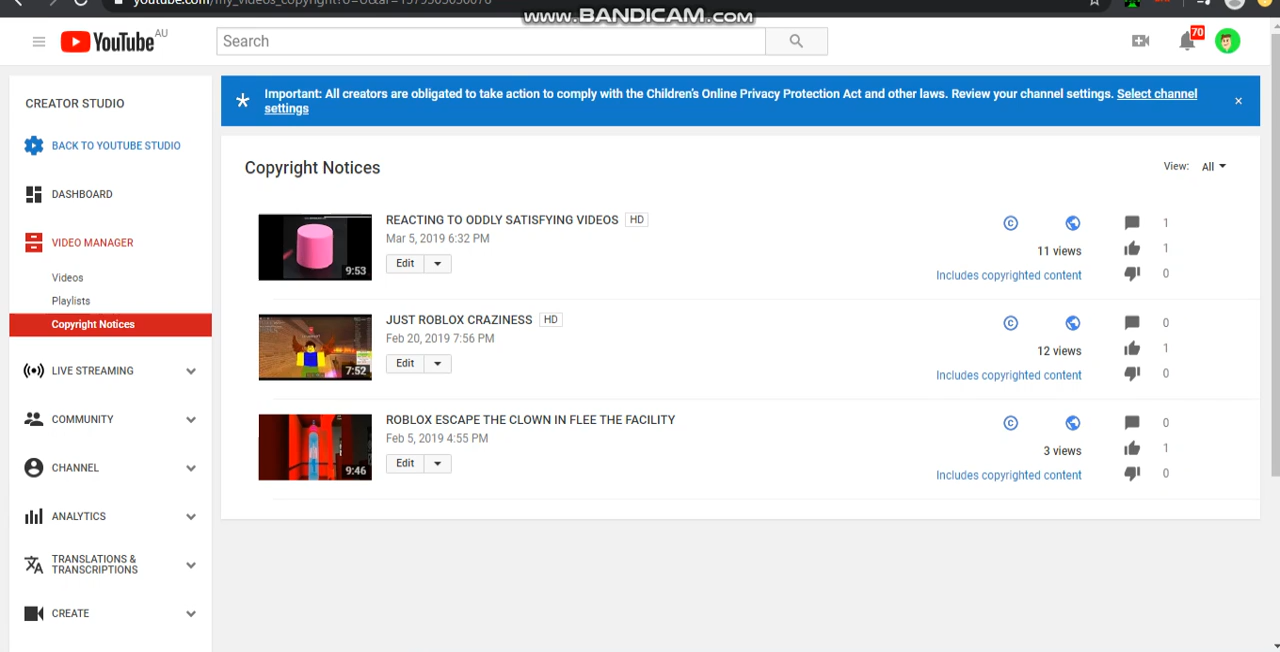 www.BANDICAM.com
YouTube AU
Search
70
CREATOR STUDIO
BACK TO YOUTUBE STUDIO
DASHBOARD
VIDEO MANAGER
Videos
Playlists
Copyright Notices
LIVE STREAMING
COMMUNITY
CHANNEL
ANALYTICS
TRANSLATIONS &
TRANSCRIPTIONS
CREATE
Important: All creators are obligated to take action to comply with the Children's Online Privacy Protection Act and other laws. Review your channel settings. Select channel
settings
Copyright Notices
View: All
REACTING TO ODDLY SATISFYING VIDEOS HD
Mar 5, 2019 6:32 PM
9:53
Edit
11 views
Includes copyrighted content
1
1
0
JUST ROBLOX CRAZINESS HD
Feb 20, 2019 7:56 PM
7:52
Edit
12 views
Includes copyrighted content
0
1
0
ROBLOX ESCAPE THE CLOWN IN FLEE THE FACILITY
Feb 5, 2019 4:55 PM
9:46
Edit
3 views
Includes copyrighted content
0
1
0